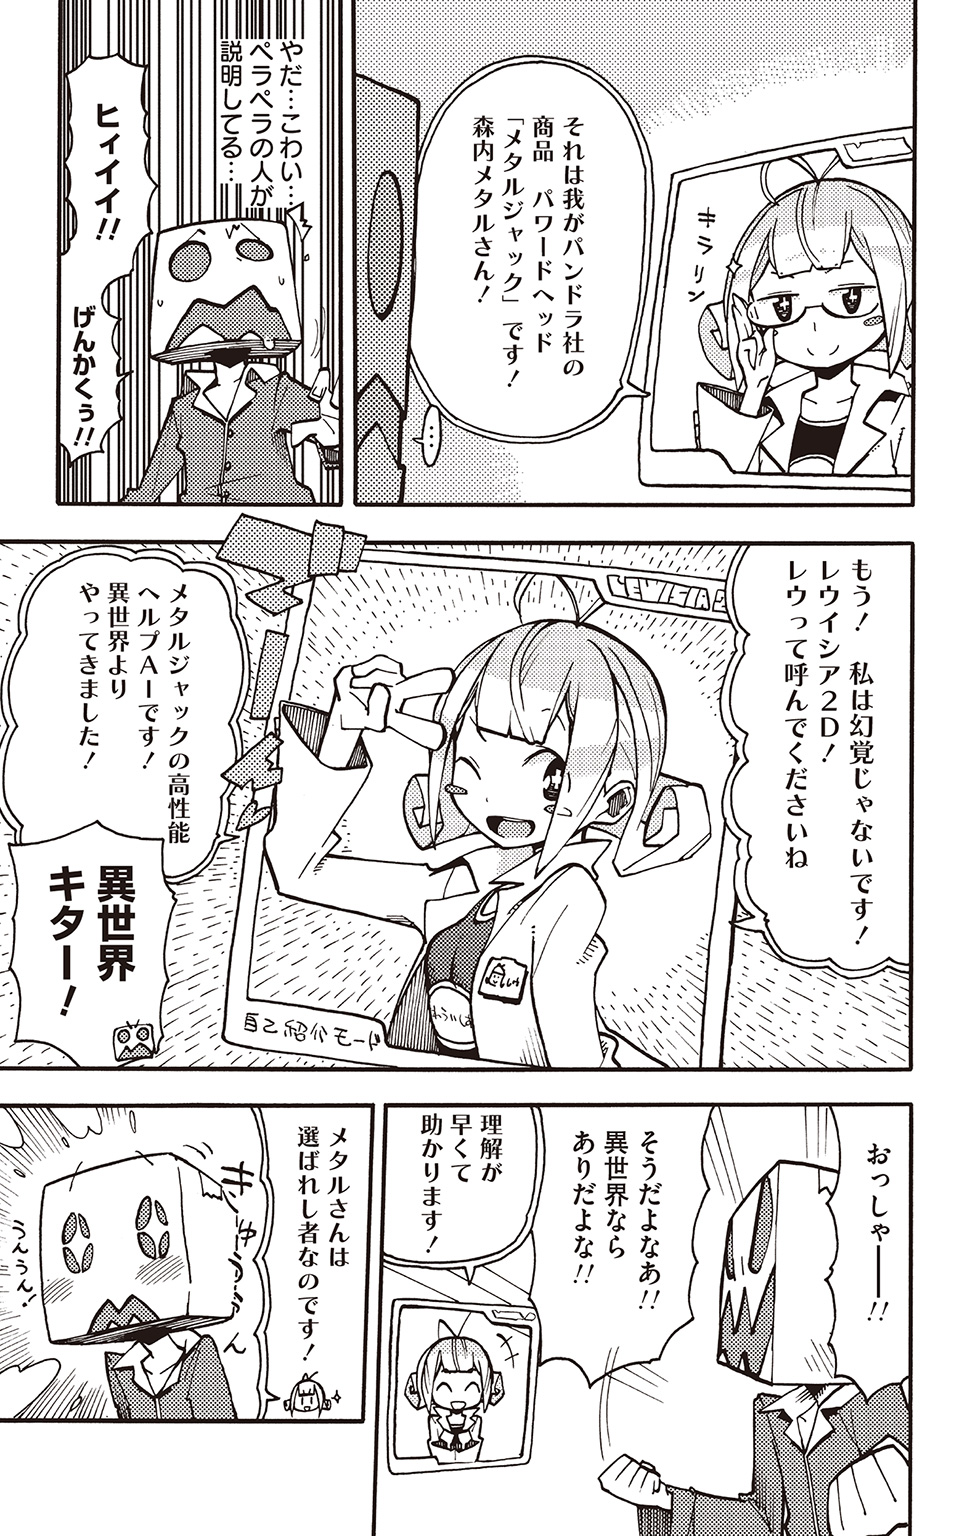 キラリン
それは我がパンドラ社の
商品　パワードヘッド
「メタルジャック」です！
森内メタルさん！
…
やだ…こわい…
ペラペラの人が
説明してる…
ヒィイイ!!
げんかくぅ!!
もう！　私は幻覚じゃないです！
レウイシア２Ｄ！
レウって呼んでくださいね
LEWISIA 2
自己紹介モード
メタルジャックの高性能
ヘルプＡＩです！
異世界より
やってきました！
異世界
キター！
おっしゃ――!!
そうだよなあ!!
異世界なら
ありだよな!!
理解が
早くて
助かります！
メタルさんは
選ばれし者なのです！
うんうん！